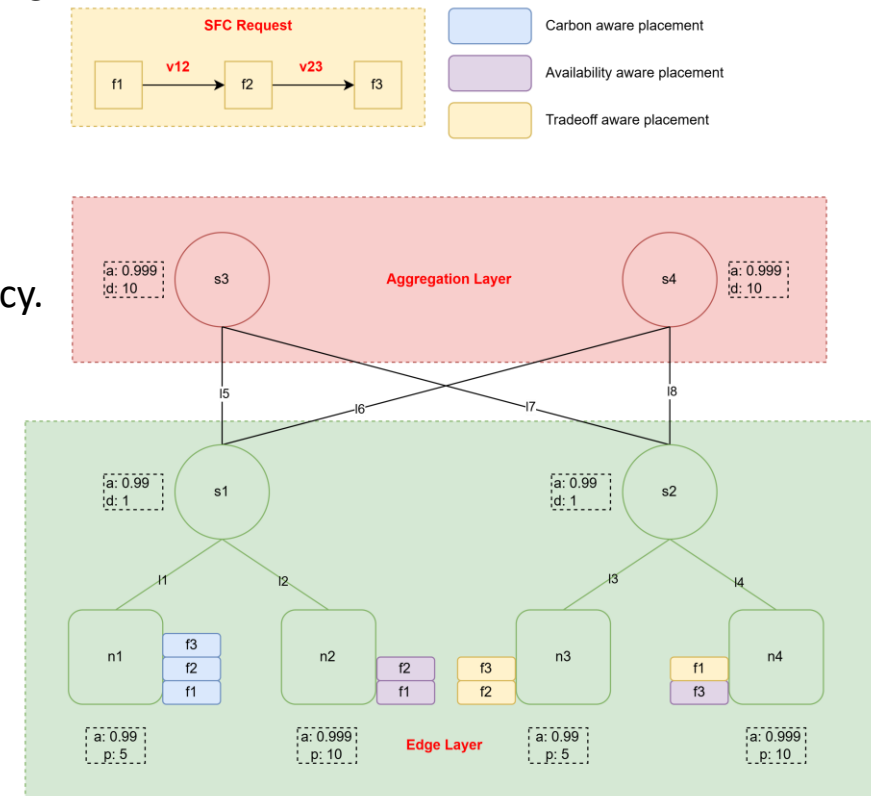 SFC Request
f1
v12
f2
v23
f3
Carbon aware placement
Availability aware placement
Tradeoff aware placement
cy.
a: 0.999
d: 10
s3
Aggregation Layer
s4
a: 0.999
d: 10
l5
l6
l7
l8
a: 0.99
d: 1
s1
a: 0.99
d: 1
s2
l1
l2
l3
l4
n1
f3
f2
f1
n2
f2
f1
f3
f2
n3
f1
f3
n4
a: 0.99
p: 5
a: 0.999
p: 10
Edge Layer
a: 0.99
p: 5
a: 0.999
p: 10